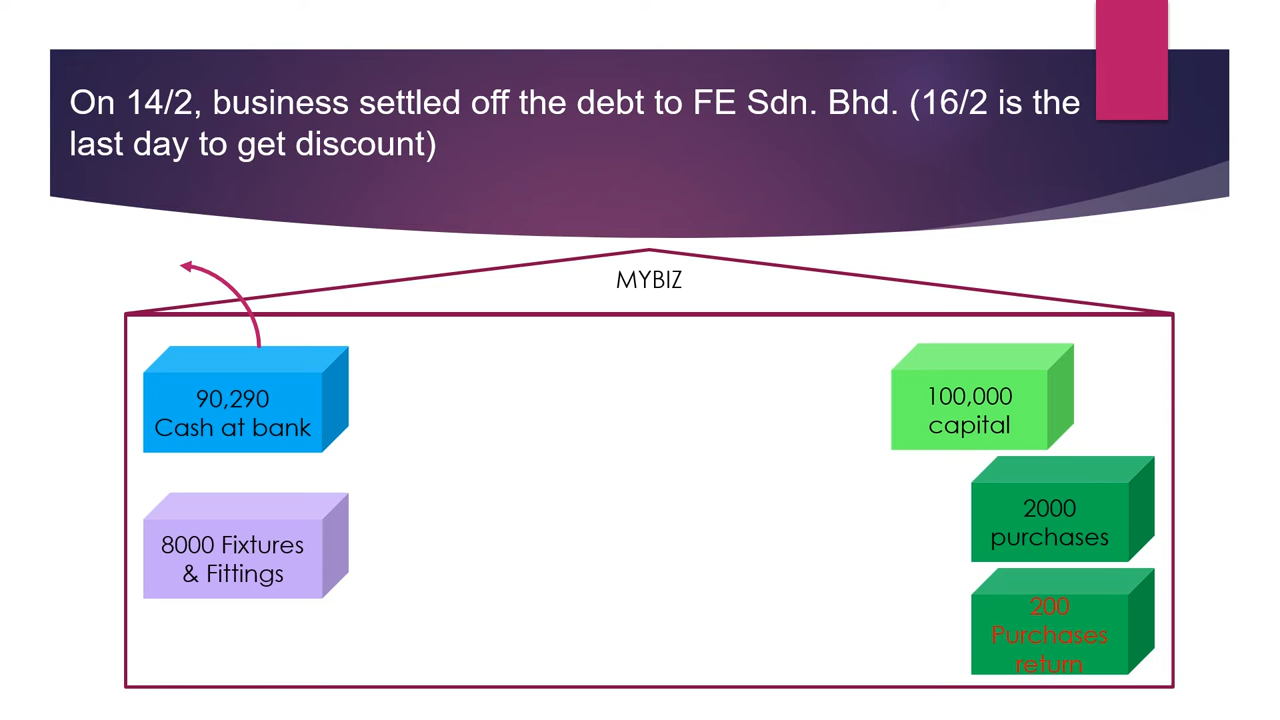 On 14/2, business settled off the debt to FE Sdn. Bhd. (16/2 is the
last day to get discount)
MYBIZ
90,290
Cash at bank
8000 Fixtures
& Fittings
100,000
capital
2000
purchases
200
Purchases
return